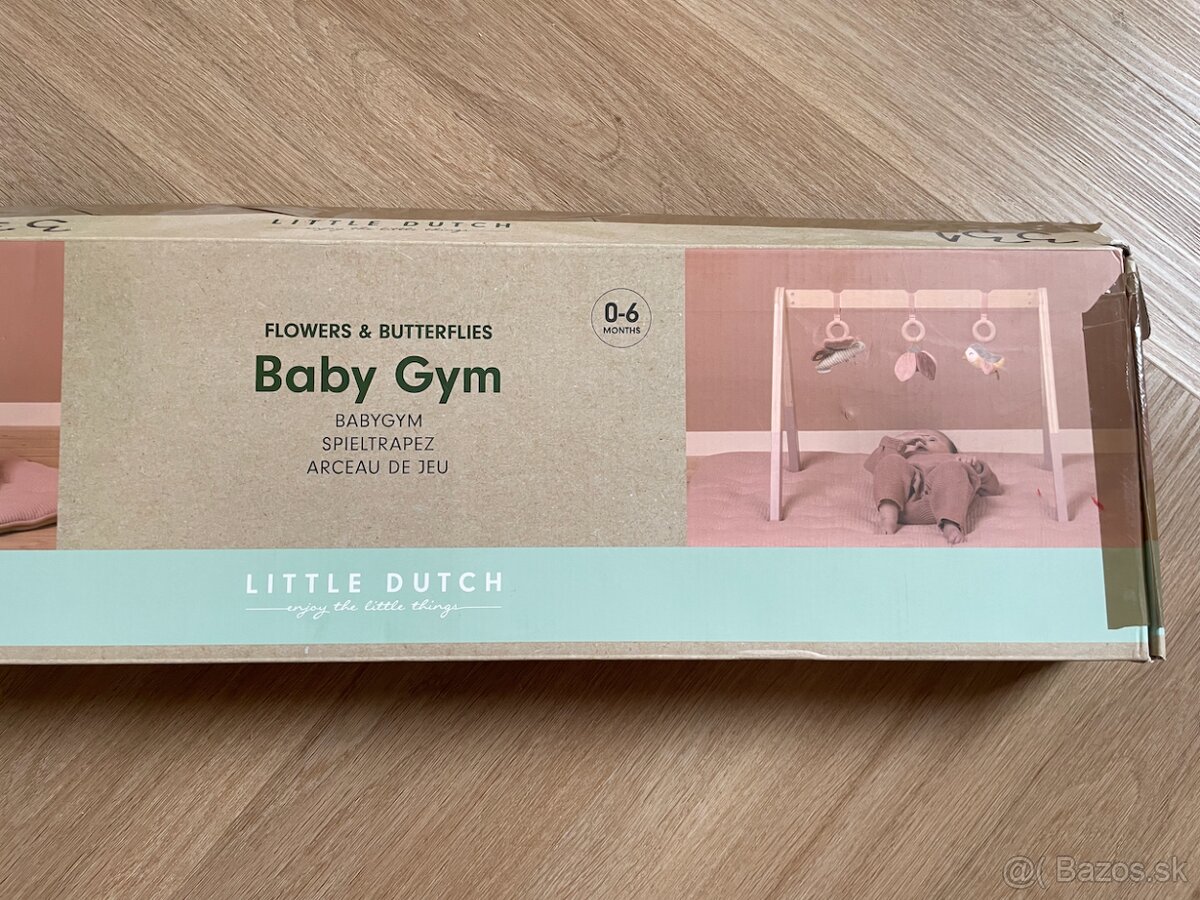 LITTLE DUTCH
FLOWERS & BUTTERFLIES
0-6
MONTHS
Baby Gym
BABYGYM
SPIELTRAPEZ
ARCEAU DE JEU
LITTLE DUTCH
enjoy the little things
@( Bazos.sk